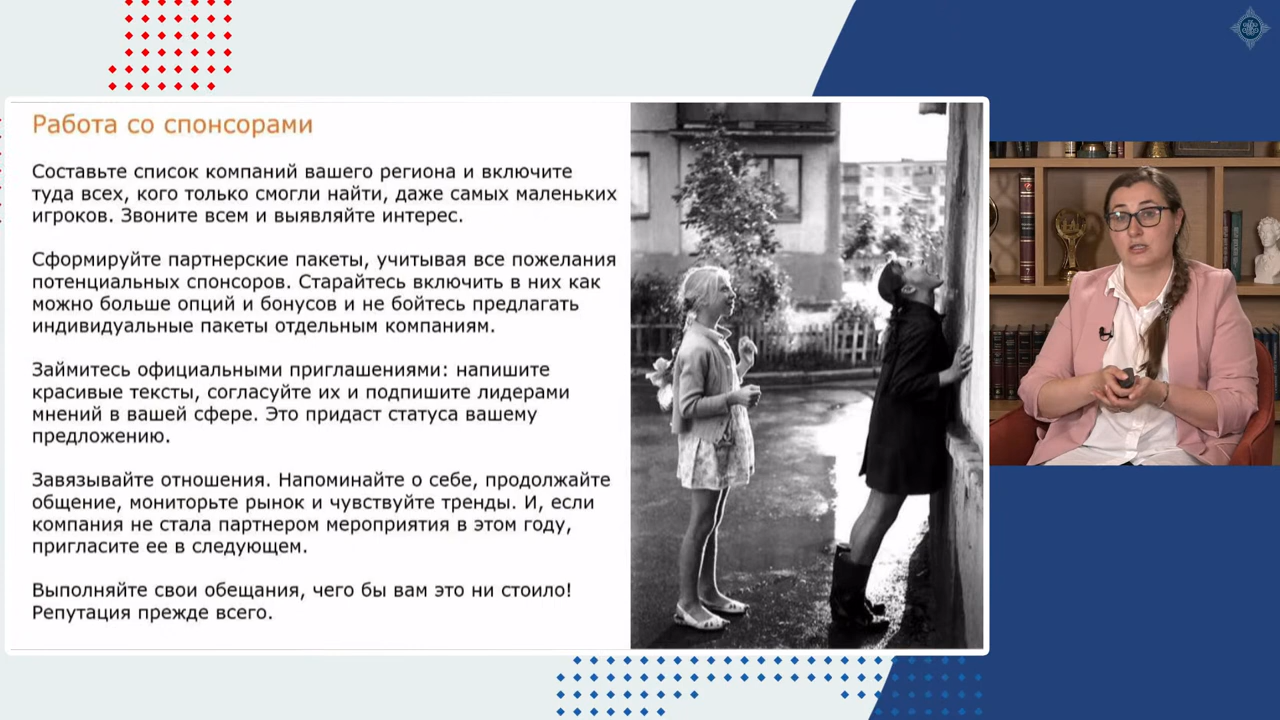 Работа со спонсорами
Составьте список компаний вашего региона и включите
туда всех, кого только смогли найти, даже самых маленьких
игроков. Звоните всем и выявляйте интерес.
Сформируйте партнерские пакеты, учитывая все пожелания
потенциальных спонсоров. Старайтесь включить в них как
можно больше опций и бонусов и не бойтесь предлагать
индивидуальные пакеты отдельным компаниям.
Займитесь официальными приглашениями: напишите
красивые тексты, согласуйте их и подпишите лидерами
мнений в вашей сфере. Это придаст статуса вашему
предложению.
Завязывайте отношения. Напоминайте о себе, продолжайте
общение, мониторьте рынок и чувствуйте тренды. И, если
компания не стала партнером мероприятия в этом году,
пригласите ее в следующем.
Выполняйте свои обещания, чего бы вам это ни стоило!
Репутация прежде всего.